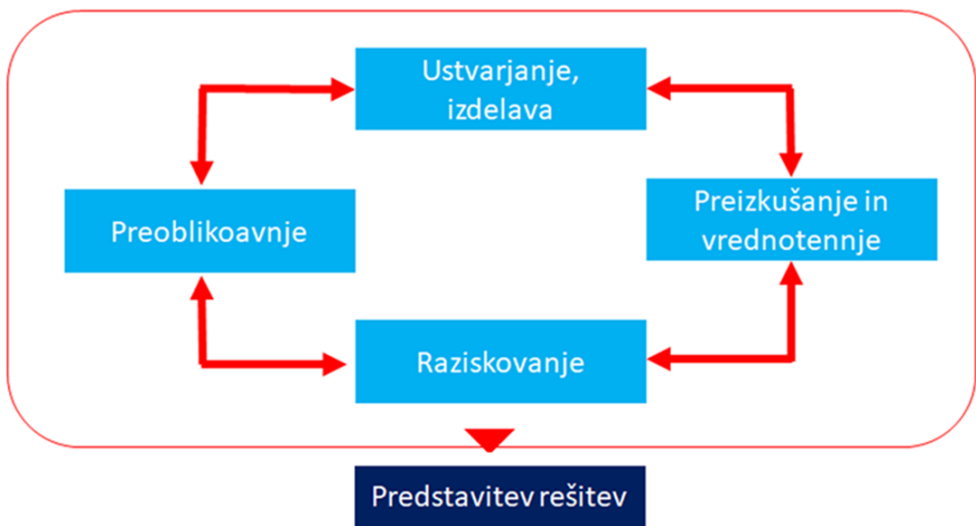 Ustvarjanje,
izdelava
Preoblikoavnje
Preizkušanje in
vrednotennje
Raziskovanje
Predstavitev rešitev